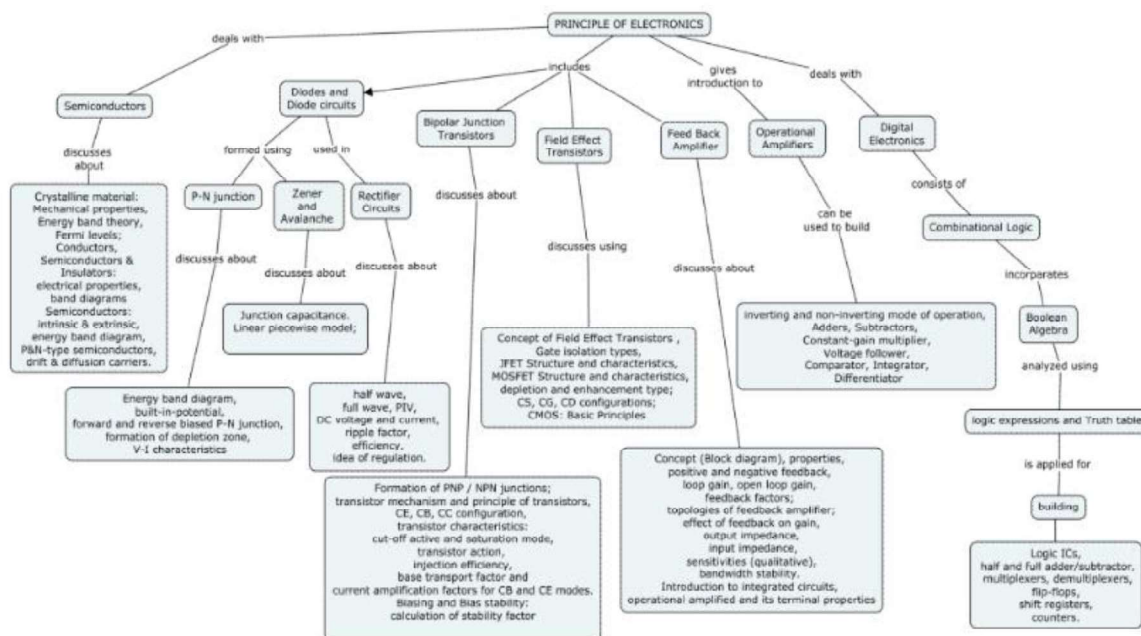 PRINCIPLE OF ELECTRONICS
deals with
includes
gives
introduction to
deals with
Semiconductors
Diodes and
Diode circuits
Bipolar Junction
Transistors
Field Effect
Transistors
Feed Back
Amplifier
Operational
Amplifiers
Digital
Electronics
discusses
about
formed using
used in
discusses about
consists of
Crystalline material:
Mechanical properties,
Energy band theory,
Fermi levels;
Conductors,
Semiconductors &
Insulators:
electrical properties,
band diagrams
Semiconductors:
intrinsic & extrinsic,
energy band diagram,
P&N-type semiconductors,
drift & diffusion carriers.
P-N junction
Zener
and
Avalanche
Rectifier
Circuits
can be
used to build
Combinational Logic
discusses about
discusses about
discusses about
discusses using
discusses about
incorparates
Junction capacitance.
Linear piecewise model;
Concept of Field Effect Transistors ,
Gate isolation types,
JFET Structure and characteristics,
MOSFET Structure and characteristics,
depletion and enhancement type;
CS, CG, CD configurations;
CMOS: Basic Principles
inverting and non-inverting mode of operation,
Adders, Subtractors,
Constant-gain multiplier,
Voltage follower,
Comparator, Integrator,
Differentiator
Boolean
Algebra
analyzed using
Energy band diagram,
built-in-potential.
forward and reverse biased P-N junction,
formation of depletion zone,
V-I characteristics
half wave,
full wave, PIV,
DC voltage and current,
ripple factor,
efficiency.
idea of regulation.
logic expressions and Truth table
is applied for
building
Formation of PNP / NPN junctions;
transistor mechanism and principle of transistors,
CE, CB, CC configuration,
transistor characteristics:
cut-off active and saturation mode,
transistor action,
injection efficiency,
base transport factor and
current amplification factors for CB and CE modes.
Biasing and Bias stability:
calculation of stability factor
Concept (Block diagram), properties,
positive and negative feedback,
loop gain, open loop gain,
feedback factors;
topologies of feedback amplifier;
effect of feedback on gain,
output impedance,
input impedance,
sensitivities (qualitative),
bandwidth stability.
Introduction to integrated circuits,
operational amplified and its terminal properties
Logic ICs,
half and full adder/subtractor,
multiplexers, demultiplexers,
flip-flops,
shift registers,
counters.